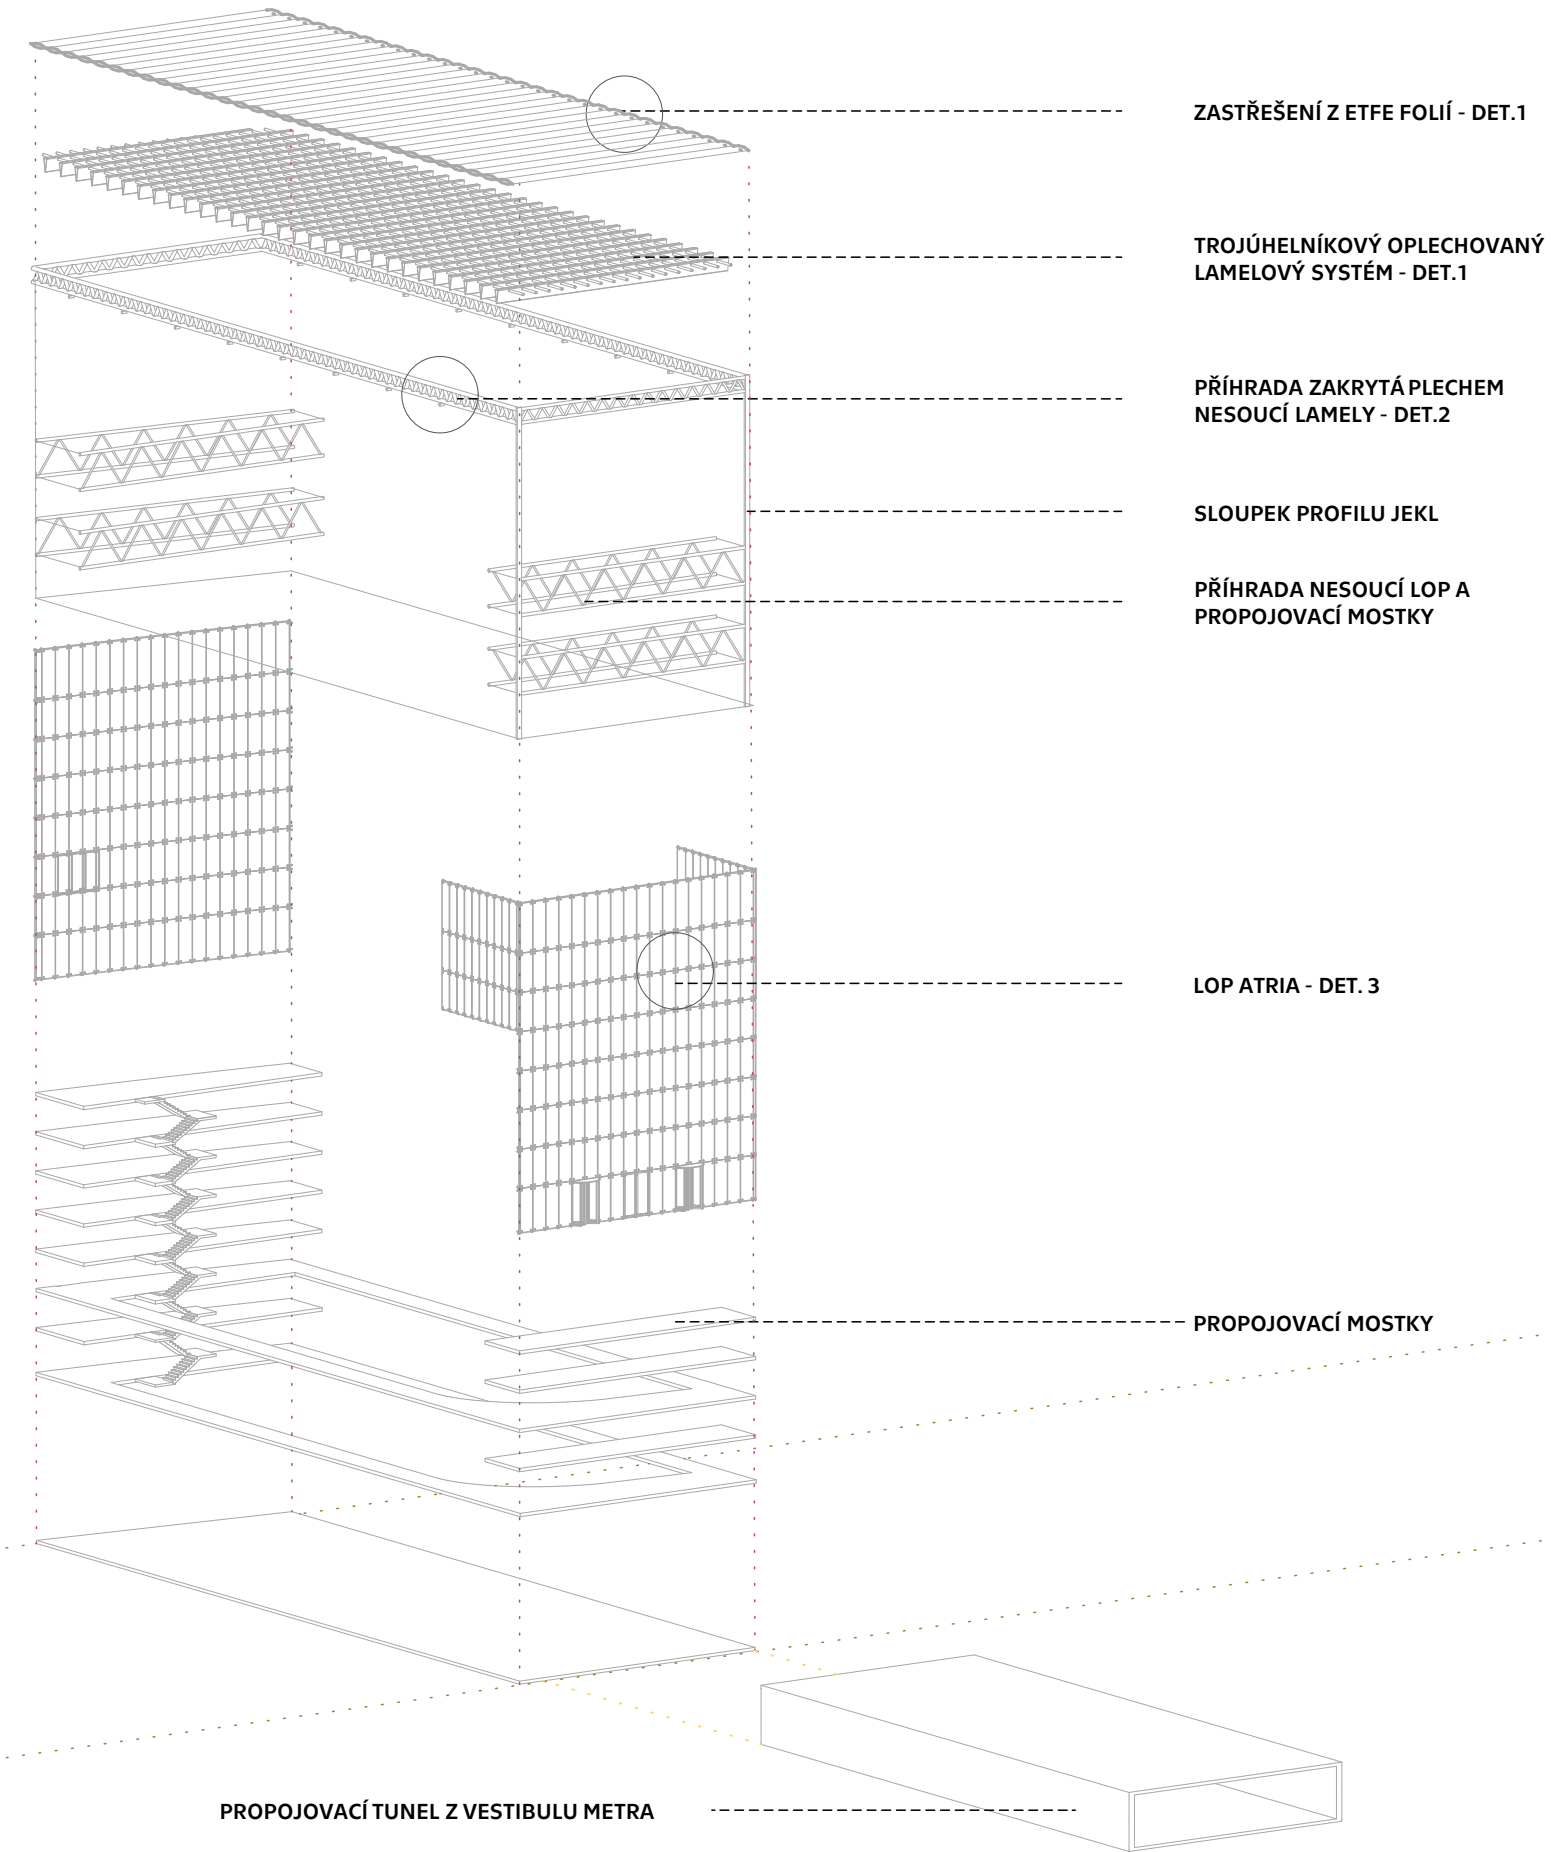 ZASTŘEŠENÍ Z ETFE FOLIÍ - DET.1
TROJÚHELNÍKOVÝ OPLECHOVANÝ
LAMELOVÝ SYSTÉM - DET.1
PŘÍHRADA ZAKRYTÁ PLECHEM
NESOUCÍ LAMELY - DET.2
SLOUPEK PROFILU JEKL
PŘÍHRADA NESOUCÍ LOP A
PROPOJOVACÍ MOSTKY
LOP ATRIA - DET. 3
PROPOJOVACÍ MOSTKY
PROPOJOVACÍ TUNEL Z VESTIBULU METRA